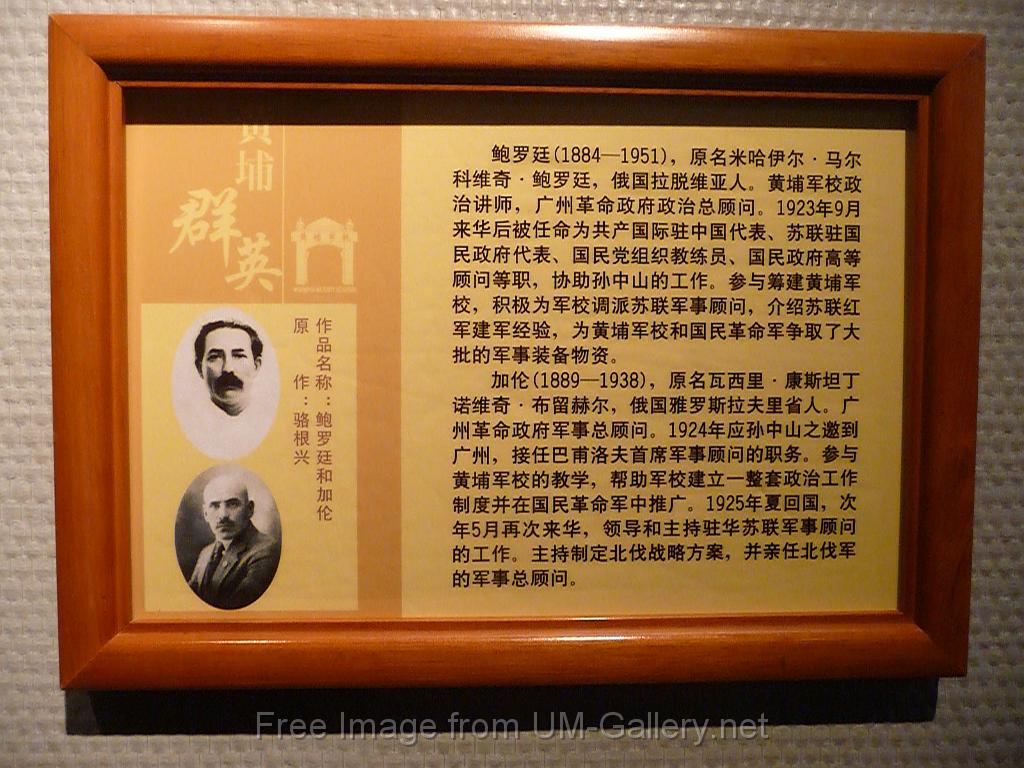 黄埔
群英
作品名称：鲍罗廷和加伦
原 作：骆根兴
鲍罗廷(1884—1951)，原名米哈伊尔·马尔
科维奇·鲍罗廷，俄国拉脱维亚人。黄埔军校政
治讲师，广州革命政府政治总顾问。1923年9月
来华后被任命为共产国际驻中国代表、苏联驻国
民政府代表、国民党组织教练员、国民政府高等
顾问等职，协助孙中山的工作。参与筹建黄埔军
校，积极为军校调派苏联军事顾问，介绍苏联红
军建军经验，为黄埔军校和国民革命军争取了大
批的军事装备物资。
加伦(1889—1938)，原名瓦西里·康斯坦丁
诺维奇·布留赫尔，俄国雅罗斯拉夫里省人。广
州革命政府军事总顾问。1924年应孙中山之邀到
广州，接任巴甫洛夫首席军事顾问的职务。参与
黄埔军校的教学，帮助军校建立一整套政治工作
制度并在国民革命军中推广。1925年夏回国，次
年5月再次来华，领导和主持驻华苏联军事顾问
的工作。主持制定北伐战略方案，并亲任北伐军
的军事总顾问。
Free Image from UM-Gallery.net